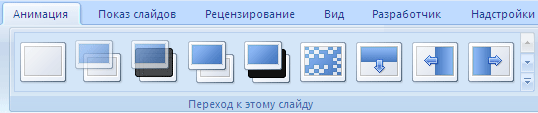 Анимация Показ слайдов Рецензирование Вид Разработчик Надстройки
Переход к этому слайду